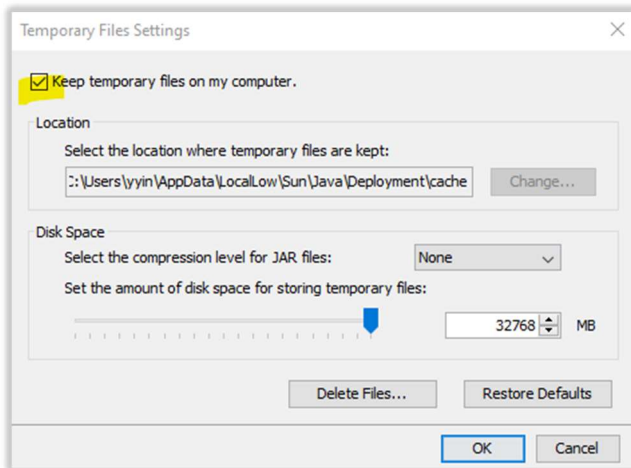 Temporary Files Settings
Keep temporary files on my computer.
Location
Select the location where temporary files are kept:
:\Users\yyin\AppData\LocalLow\Sun\Java\Deployment\cache
Change...
Disk Space
Select the compression level for JAR files:
None
Set the amount of disk space for storing temporary files:
32768
MB
Delete Files...
Restore Defaults
OK
Cancel